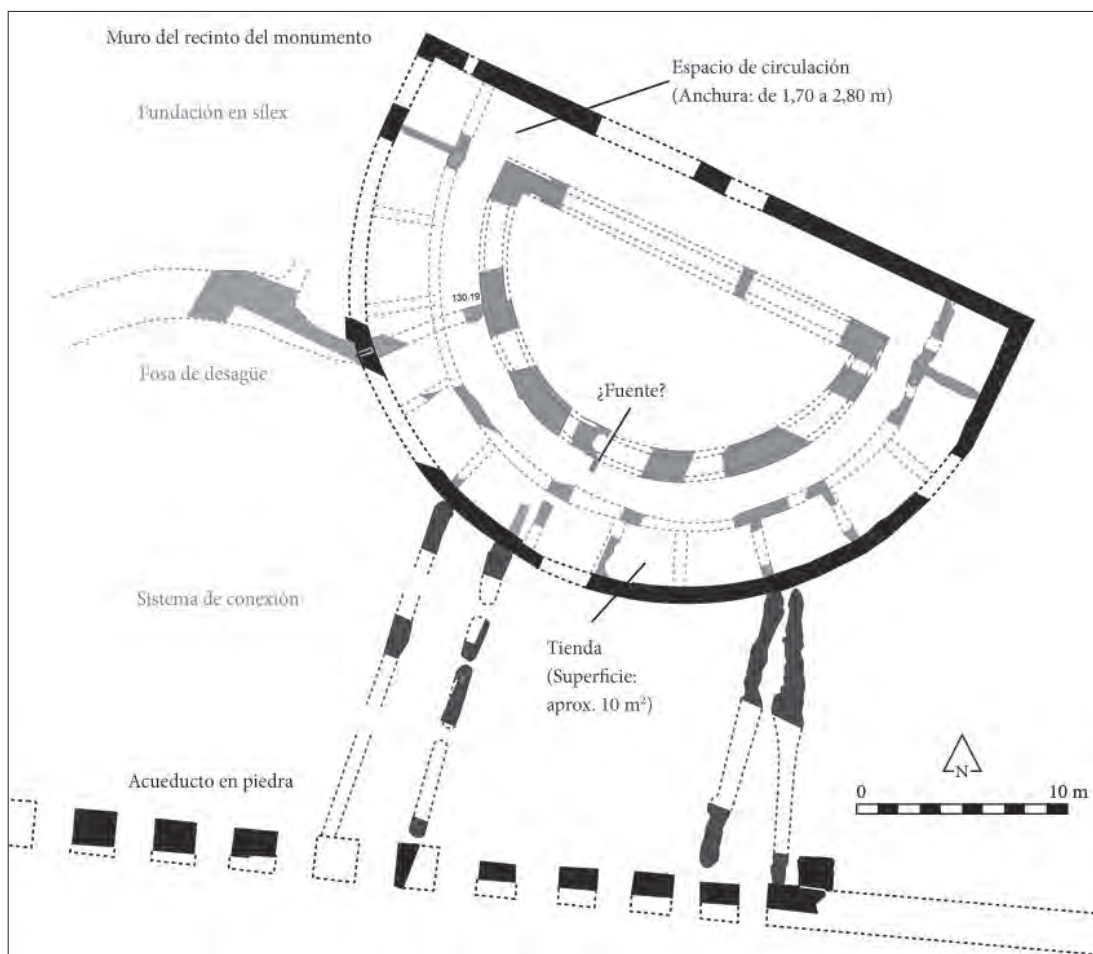 Muro del recinto del monumento
Espacio de circulación
(Anchura: de 1,70 a 2,80 m)
Fundación en sílex
130.19
Fosa de desagüe
¿Fuente?
Sistema de conexión
Tienda
(Superficie:
aprox. 10 m²)
Acueducto en piedra
N
0
10 m